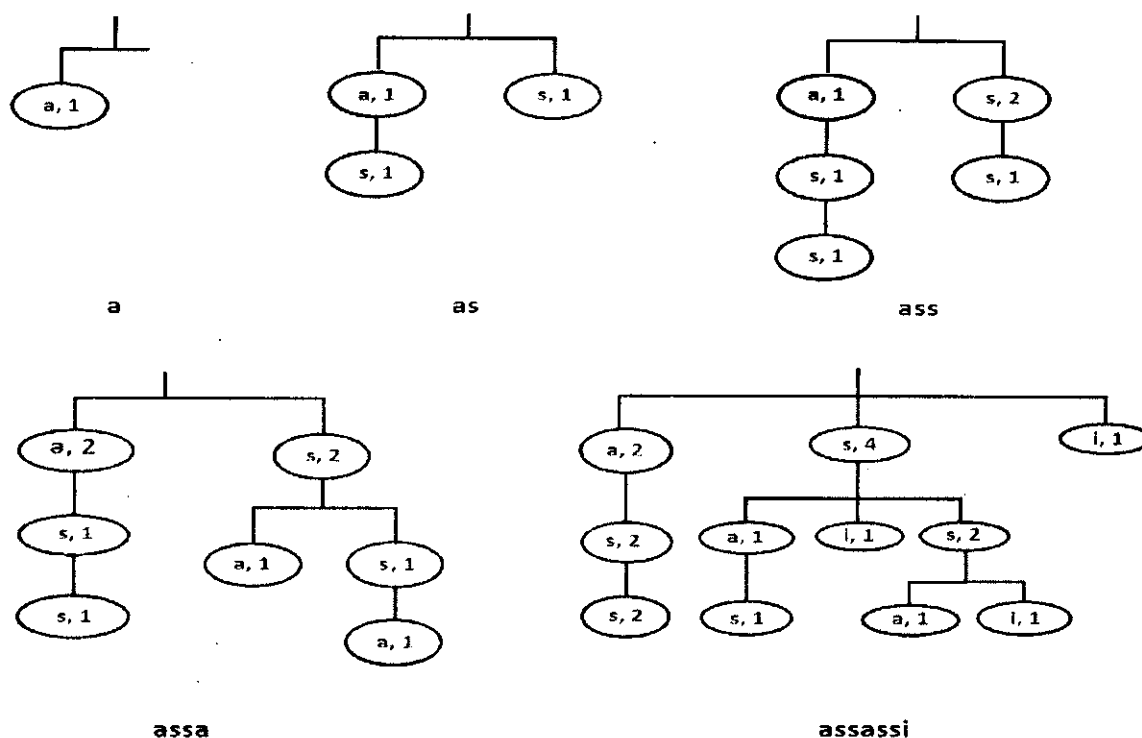 a, 1
a, 1 s, 1
s, 1
a, 1 s, 2
s, 1 s, 1
s, 1
a as ass
a, 2 s, 2
s, 1 a, 1 s, 1
s, 1 a, 1
assa
a, 2 s, 4 i, 1
s, 2 a, 1 i, 1 s, 2
s, 2 s, 1 a, 1 i, 1
assassi